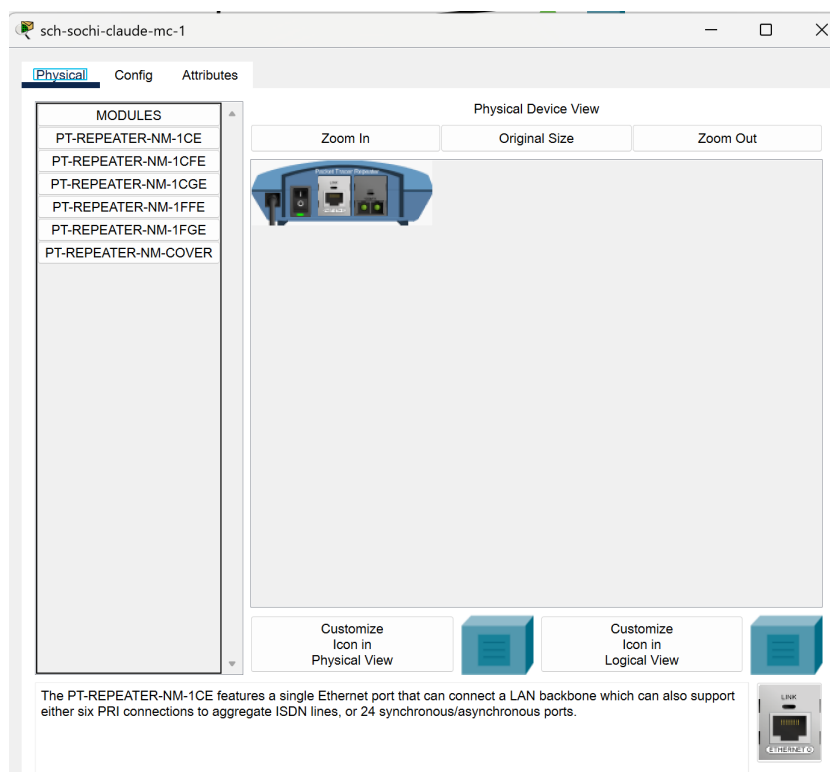 sch-sochi-claude-mc-1
Physical Config Attributes
MODULES
PT-REPEATER-NM-1CE
PT-REPEATER-NM-1CFE
PT-REPEATER-NM-1CGE
PT-REPEATER-NM-1FFE
PT-REPEATER-NM-1FGE
PT-REPEATER-NM-COVER
Physical Device View
Zoom In Original Size Zoom Out
Packet Tracer Repeater
LINK
Customize
Icon in
Physical View
Customize
Icon in
Logical View
The PT-REPEATER-NM-1CE features a single Ethernet port that can connect a LAN backbone which can also support
either six PRI connections to aggregate ISDN lines, or 24 synchronous/asynchronous ports.
LINK
ETHERNET 0